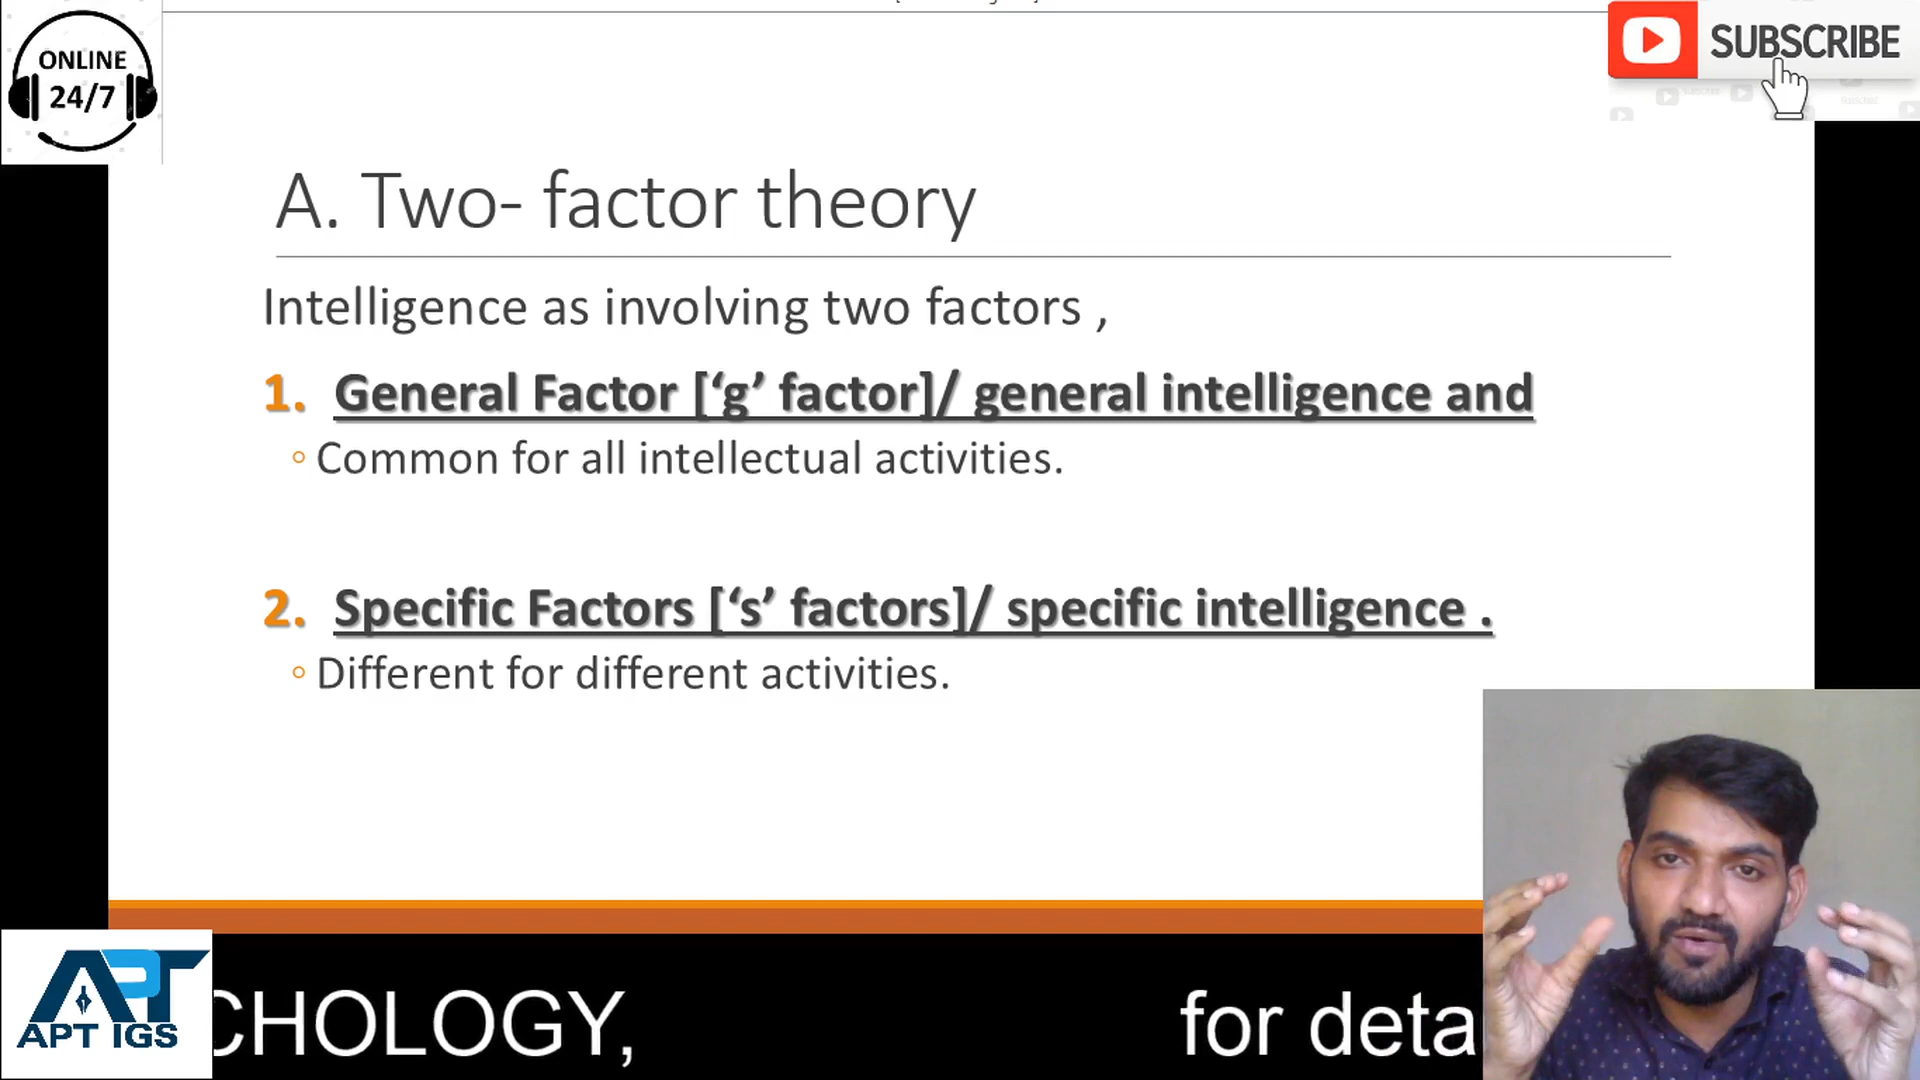 ONLINE
24/7
SUBSCRIBE
A. Two- factor theory
Intelligence as involving two factors ,
1. General Factor [‘g’ factor]/ general intelligence and
◦ Common for all intellectual activities.
2. Specific Factors [‘s’ factors]/ specific intelligence .
◦ Different for different activities.
APT IGS
CHOLOGY, for deta